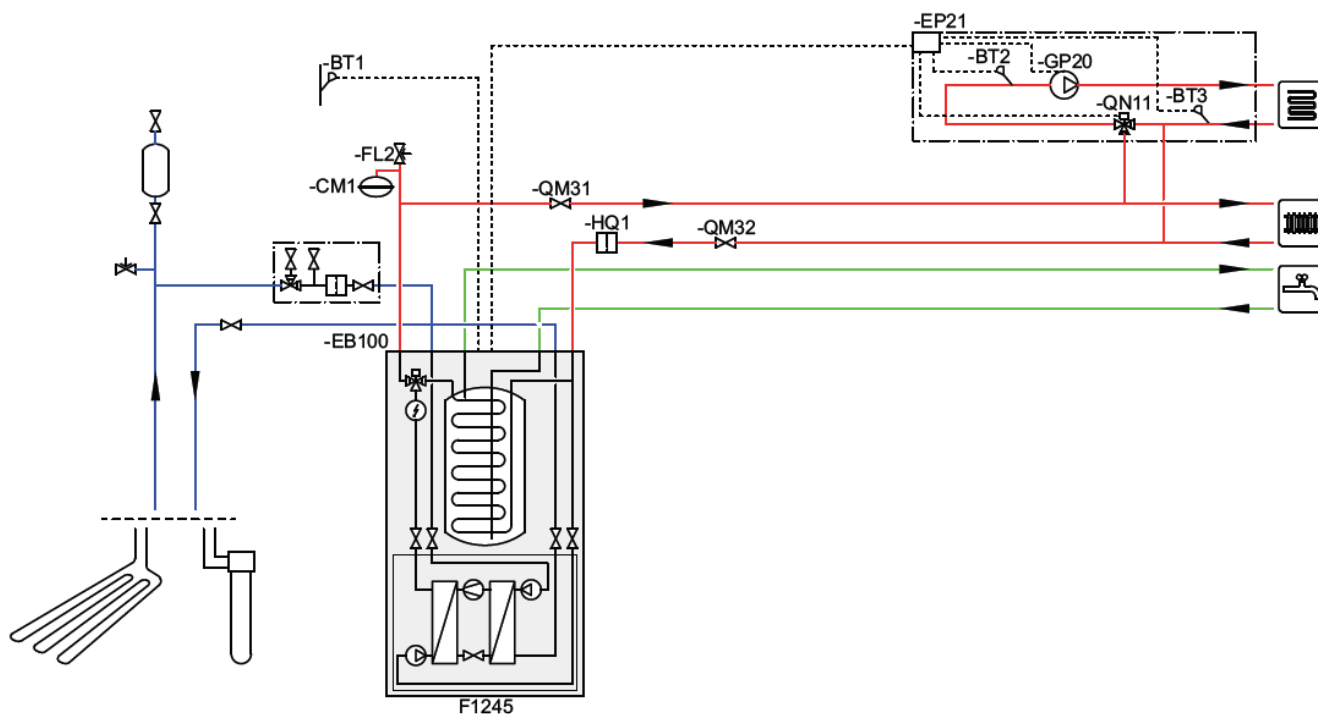 -EP21
-BT1
-BT2
-GP20
-QN11
-BT3
-FL2
-CM1
-QM31
-HQ1
-QM32
-EB100
F1245